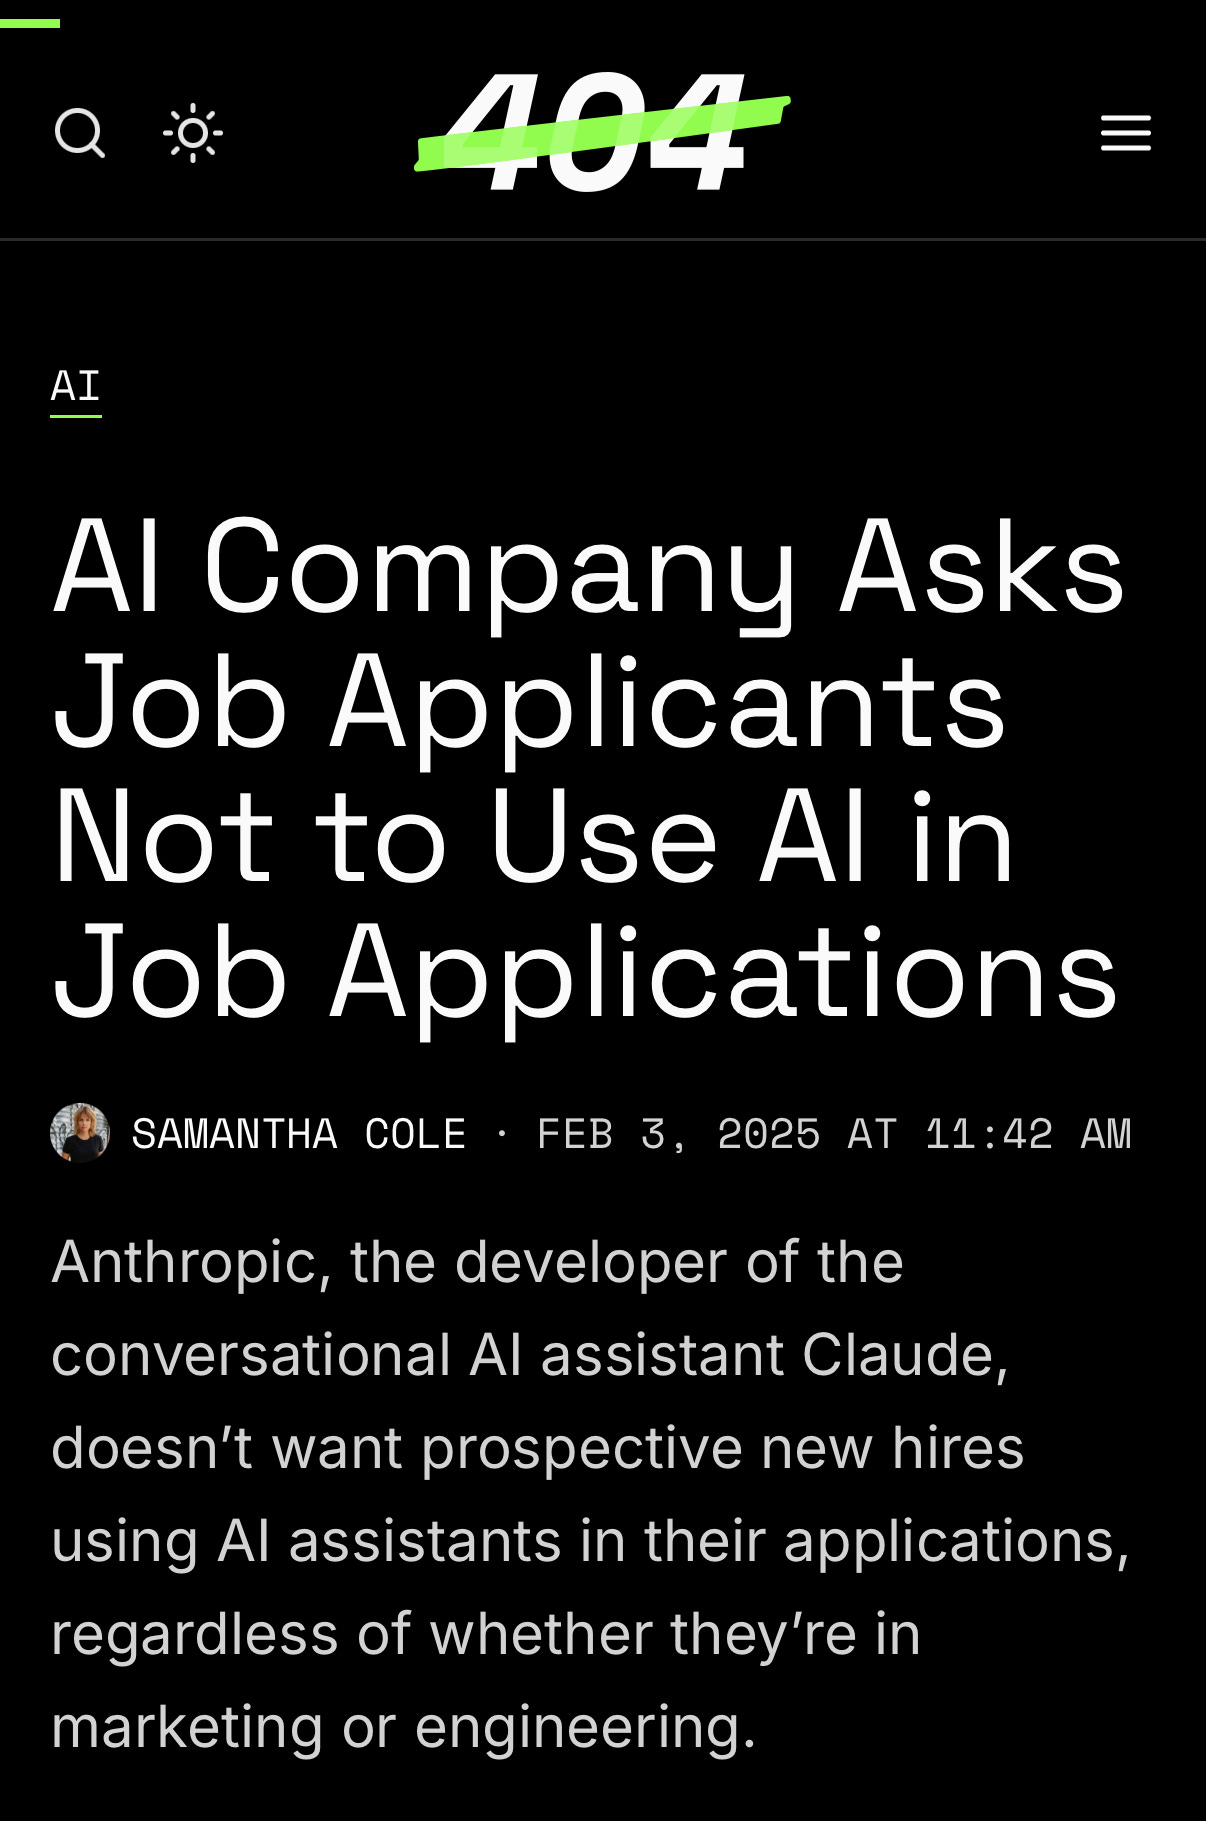 404
AI
AI Company Asks
Job Applicants
Not to Use AI in
Job Applications
SAMANTHA COLE · FEB 3, 2025 AT 11:42 AM
Anthropic, the developer of the
conversational AI assistant Claude,
doesn’t want prospective new hires
using AI assistants in their applications,
regardless of whether they’re in
marketing or engineering.